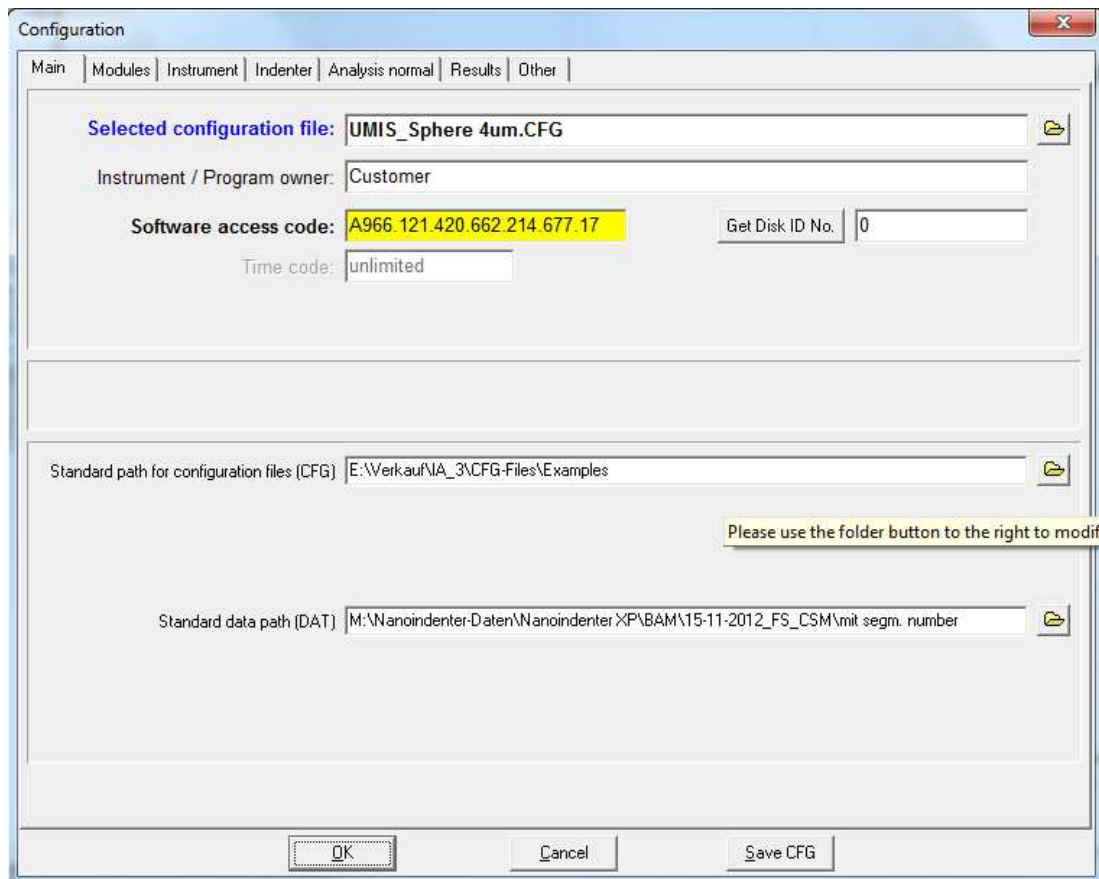 Configuration
Main Modules Instrument Indenter Analysis normal Results Other
Selected configuration file: UMIS_Sphere 4um.CFG
Instrument / Program owner: Customer
Software access code: A966.121.420.662.214.677.17 Get Disk ID No. 0
Time code: unlimited
Standard path for configuration files (CFG) E:\Verkauf\IA_3\CFG-Files\Examples
Please use the folder button to the right to modif
Standard data path (DAT) M:\Nanoindenter-Daten\Nanoindenter XP\BAM\15-11-2012_FS_CSM\mit segm. number
OK Cancel Save CFG